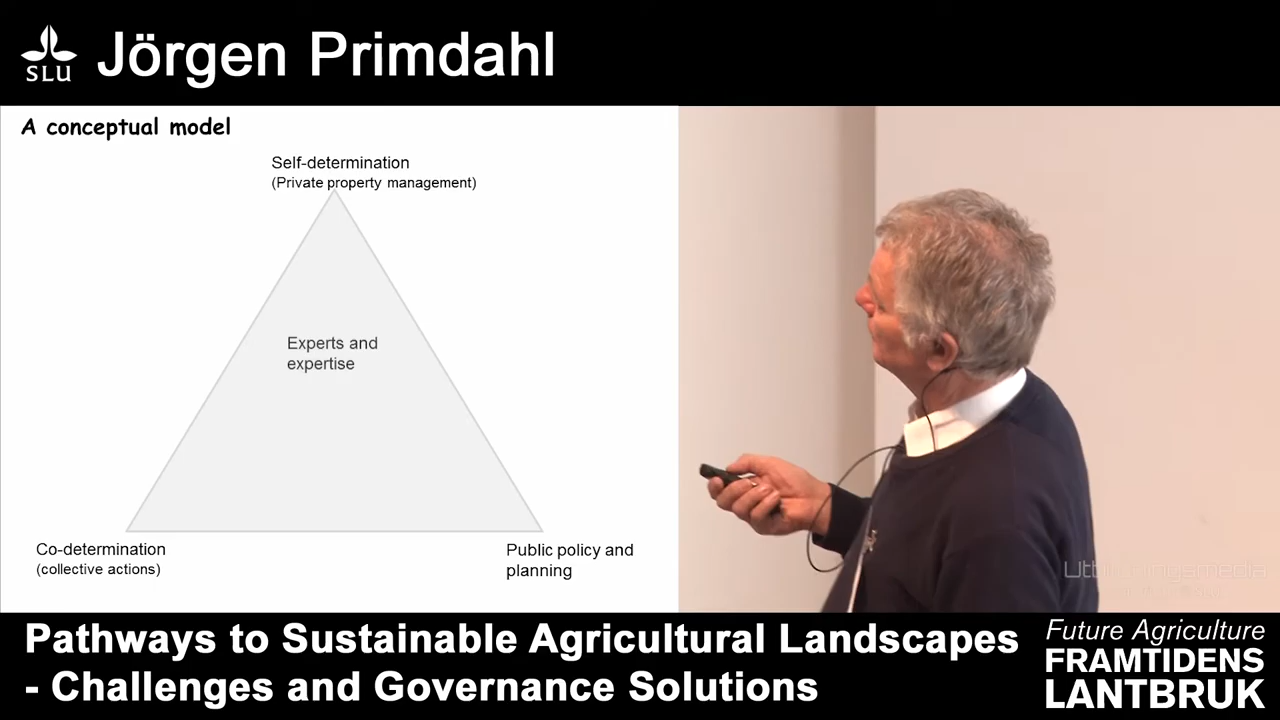 SLU
Jörgen Primdahl
A conceptual model
Self-determination
(Private property management)
Experts and
expertise
Co-determination
(collective actions)
Public policy and
planning
Pathways to Sustainable Agricultural Landscapes
- Challenges and Governance Solutions
Future Agriculture
FRAMTIDENS
LANTBRUK